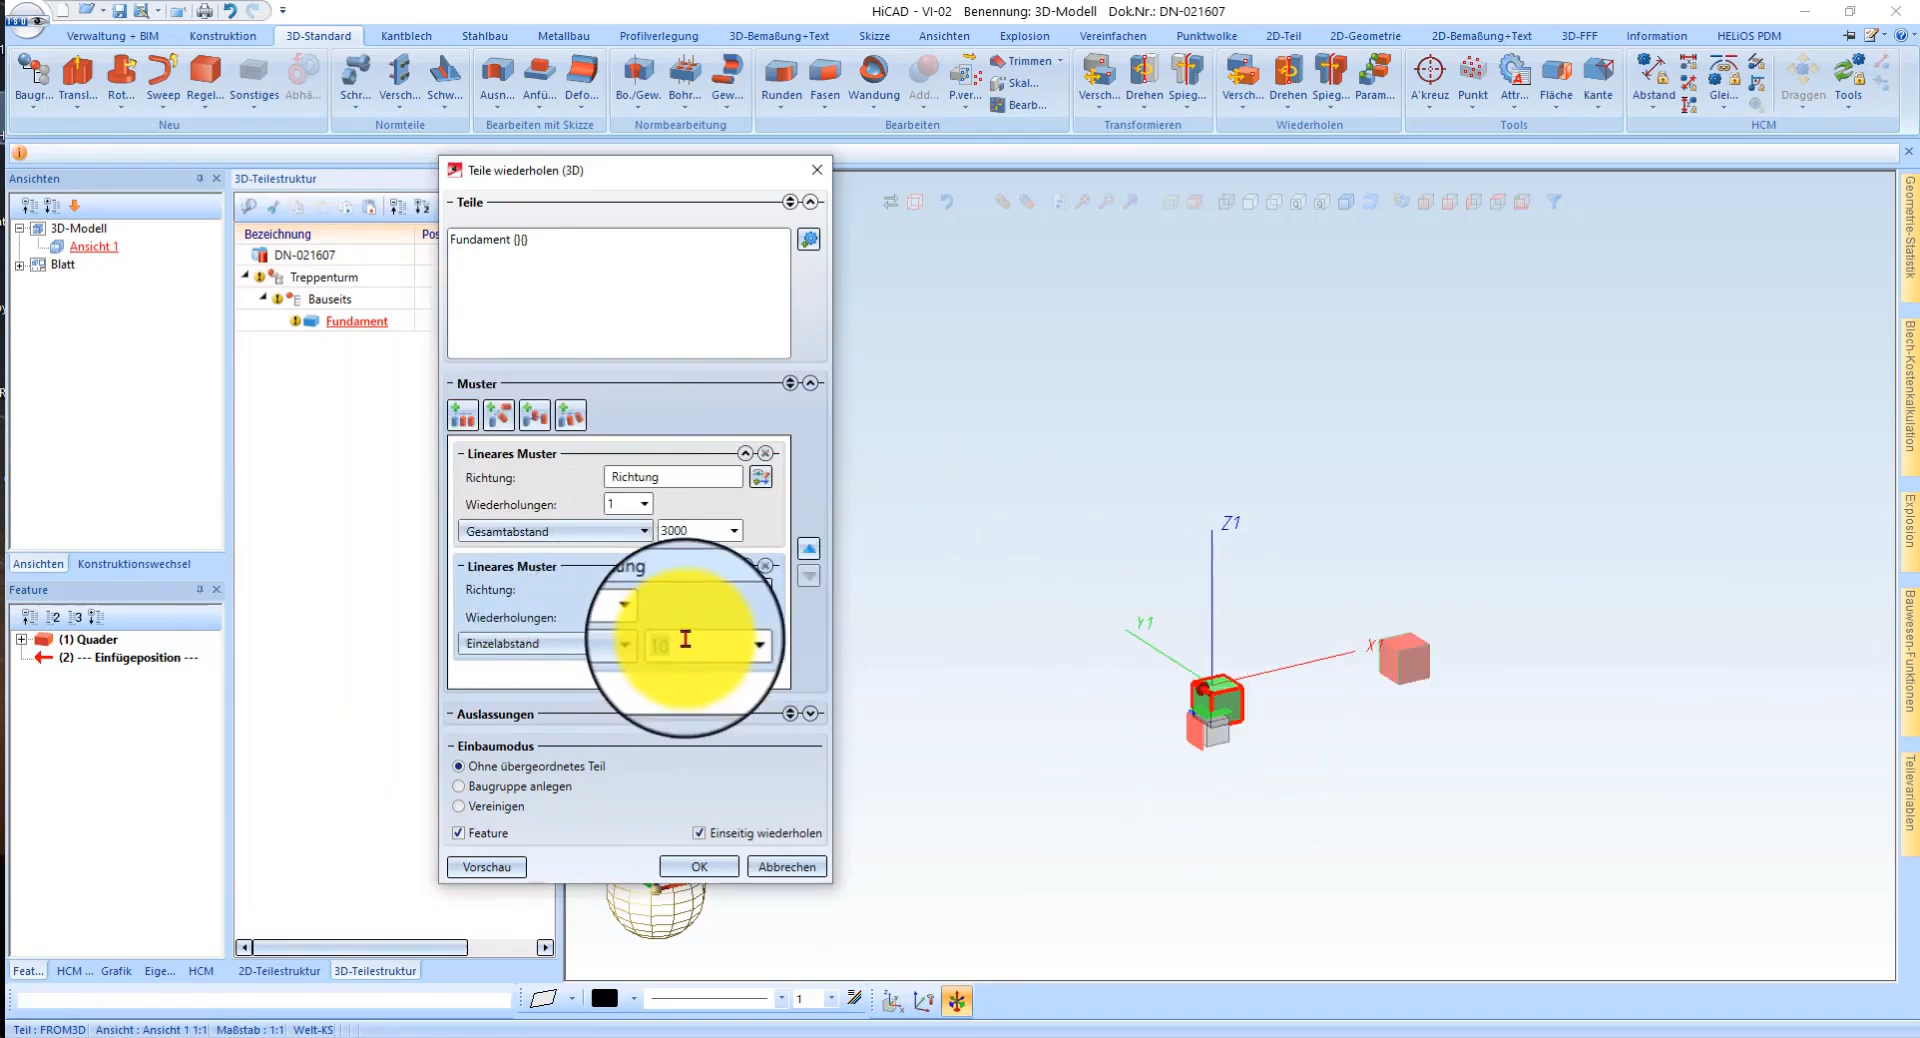 HiCAD - VI-02 Benennung: 3D-Modell Dok.Nr.: DN-021607
ISD
Verwaltung + BIM Konstruktion 3D-Standard Kantblech Stahlbau Metallbau Profilverlegung 3D-Bemaßung+Text Skizze Ansichten Explosion Vereinfachen Punktwolke 2D-Teil 3D-Geometrie 2D-Bemaßung+Text 3D-FFF Information HELiOS PDM
Trimmen
Skal...
Bearb...
Baugr... Transl... Rot... Sweep Regel... Sonstiges Abhä... Schr... Versch... Schw... Ausn... Anfü... Defo... Bo./Gew. Bohr... Gew... Runden Fasen Wandung Add... P.ver... Versch... Drehen Spieg... Versch... Drehen Spieg... Param... A'kreuz Punkt Attr... Fläche Kante Abstand Glei... Draggen Tools
Neu Normteile Bearbeiten mit Skizze Normbearbeitung Bearbeiten Transformieren Wiederholen Tools HCM
Ansichten
3D-Modell
Ansicht 1
Blatt
Ansichten Konstruktionswechsel
Feature
2 3
(1) Quader
(2) --- Einfügeposition ---
Feat... HCM ... Grafik Eige... HCM
3D-Teilestruktur
Bezeichnung Pos
DN-021607
Treppenturm
Bauseits
Fundament
2D-Teilestruktur 3D-Teilestruktur
Teile wiederholen (3D)
Teile
Fundament {}{}
Muster
Lineares Muster
Richtung: Richtung
Wiederholungen: 1
Gesamtabstand 3000
Lineares Muster
Richtung:
Wiederholungen:
Einzelabstand 10
Auslassungen
Einbaumodus
Ohne übergeordnetes Teil
Baugruppe anlegen
Vereinigen
Feature Einseitig wiederholen
Vorschau OK Abbrechen
Z1
Y1
X1
Geometrie-Statistik
Blech-Kostenkalkulation
Explosion
Bauwesen-Funktionen
Teilevariablen
1
Teil : FROM3D Ansicht : Ansicht 1 1:1 Maßstab : 1:1 Welt-KS